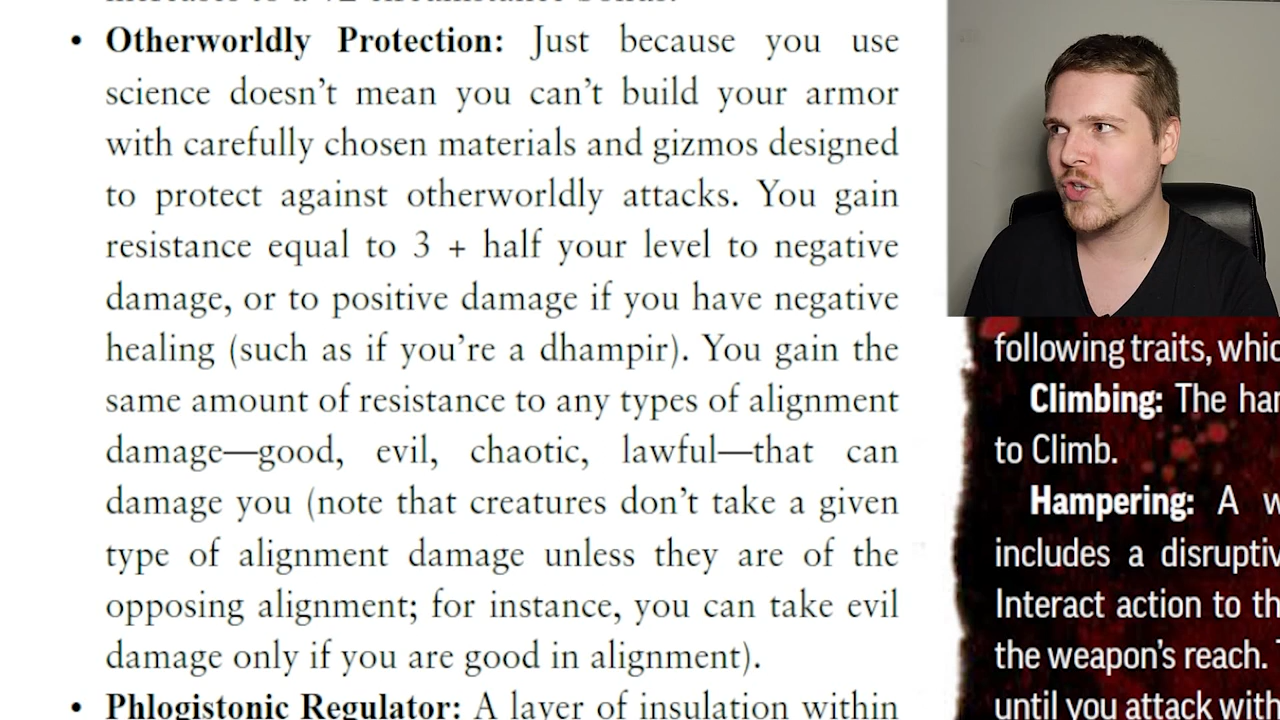 • Otherworldly Protection: Just because you use
science doesn’t mean you can’t build your armor
with carefully chosen materials and gizmos designed
to protect against otherworldly attacks. You gain
resistance equal to 3 + half your level to negative
damage, or to positive damage if you have negative
healing (such as if you’re a dhampir). You gain the
same amount of resistance to any types of alignment
damage—good, evil, chaotic, lawful—that can
damage you (note that creatures don’t take a given
type of alignment damage unless they are of the
opposing alignment; for instance, you can take evil
damage only if you are good in alignment).
• Phlogistonic Regulator: A layer of insulation within
following traits,
Climbing: The
to Climb.
Hampering: A
includes a
Interact action to
the weapon’s reach.
until you attack